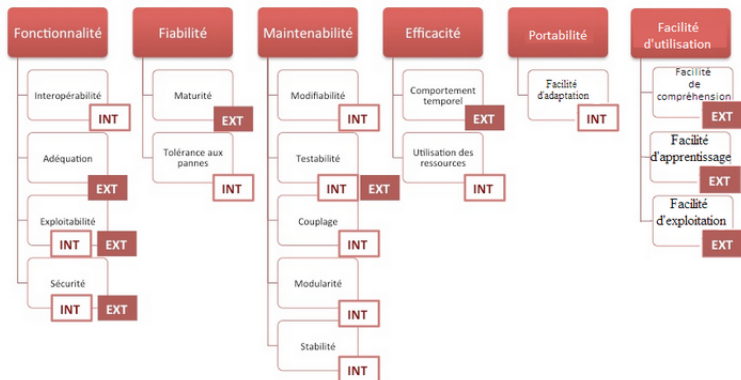 Fonctionnalité
Interopérabilité
INT
Adéquation
EXT
Exploitabilité
INT EXT
Sécurité
INT EXT
Fiabilité
Maturité
EXT
Tolérance aux
pannes
INT
Maintenabilité
Modifiabilité
INT
Testabilité
INT EXT
Couplage
INT
Modularité
INT
Stabilité
INT
Efficacité
Comportement
temporel
EXT
Utilisation des
ressources
INT
Portabilité
Facilité
d'adaptation
INT
Facilité
d'utilisation
Facilité
de
compréhension
EXT
Facilité
d'apprentissage
EXT
Facilité
d'exploitation
EXT